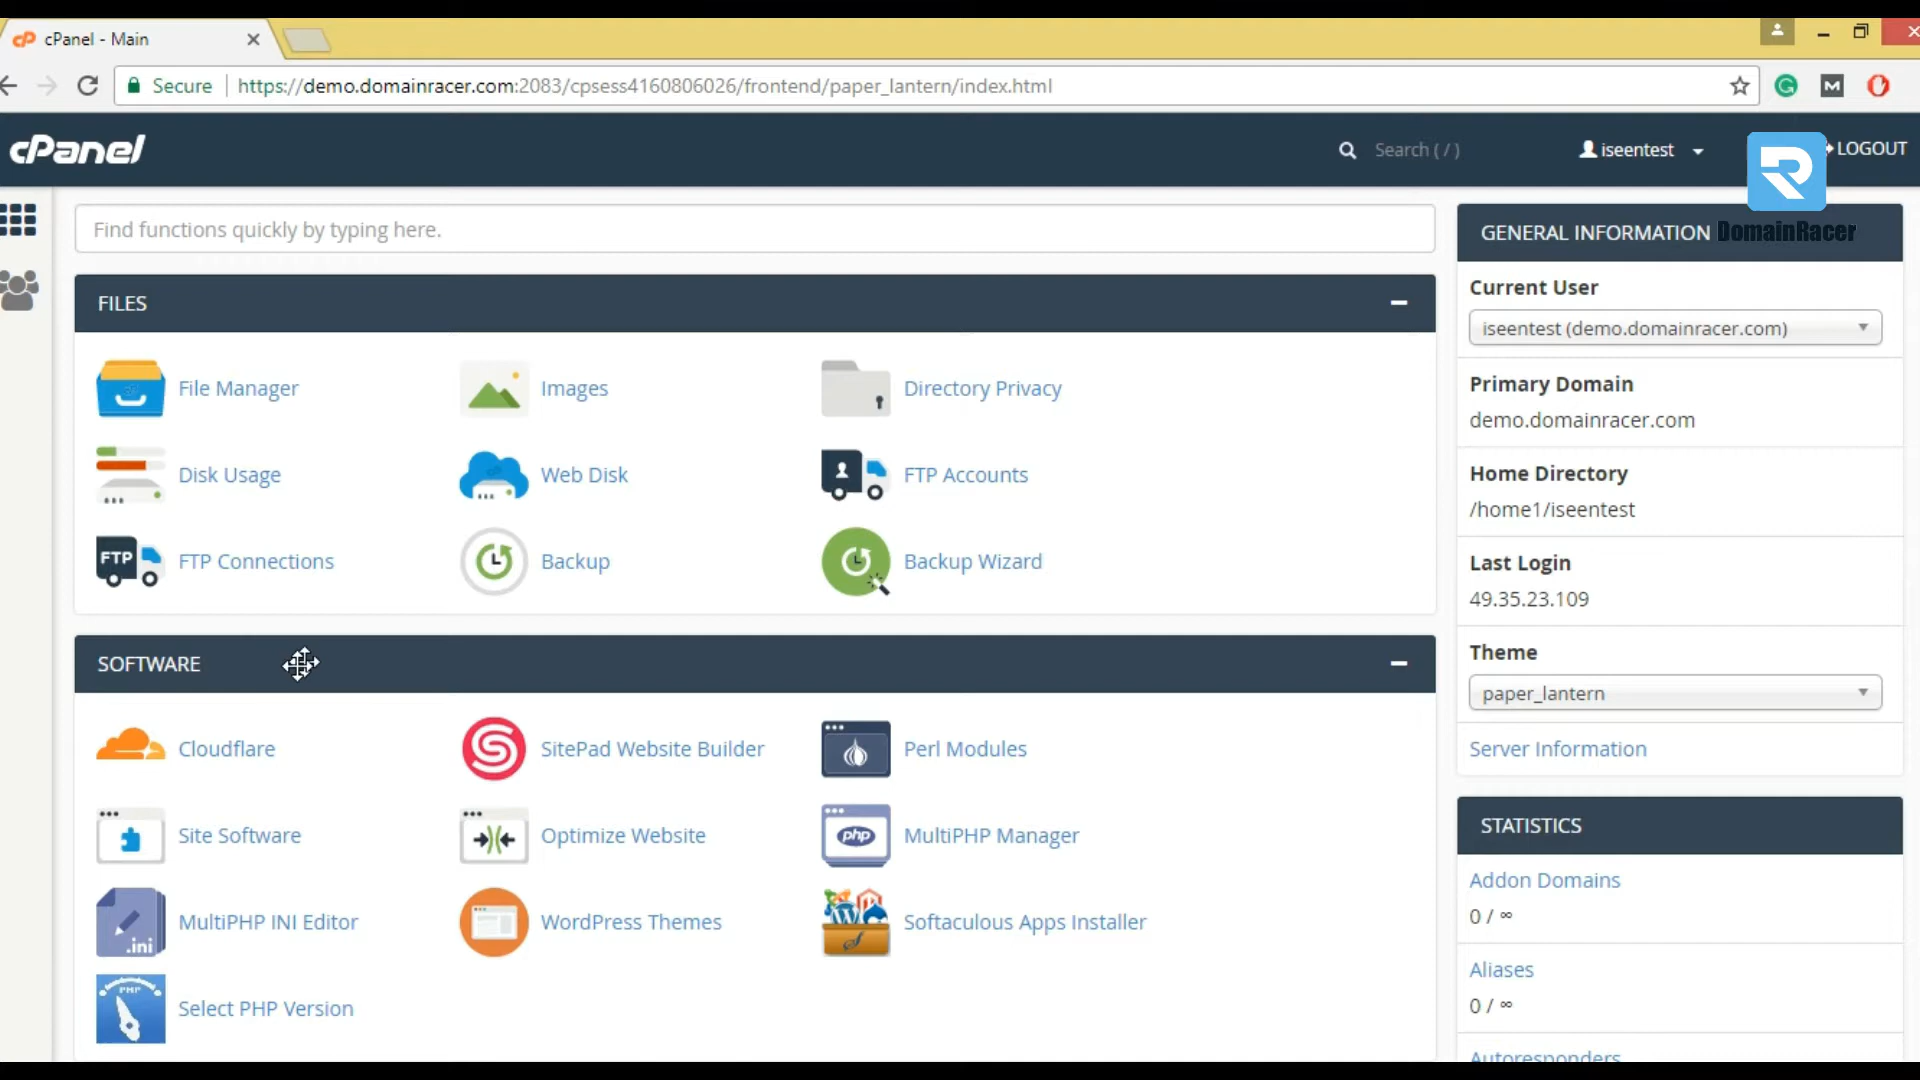 cPanel - Main
Secure https://demo.domainracer.com:2083/cpsess4160806026/frontend/paper_lantern/index.html
cPanel
Search ( / )
iseentest
LOGOUT
DomainRacer
Find functions quickly by typing here.
FILES
File Manager
Images
Directory Privacy
Disk Usage
Web Disk
FTP Accounts
FTP
FTP Connections
Backup
Backup Wizard
SOFTWARE
Cloudflare
SitePad Website Builder
Perl Modules
Site Software
Optimize Website
php
MultiPHP Manager
.ini
MultiPHP INI Editor
WordPress Themes
Softaculous Apps Installer
PHP
Select PHP Version
GENERAL INFORMATION
Current User
iseentest (demo.domainracer.com)
Primary Domain
demo.domainracer.com
Home Directory
/home1/iseentest
Last Login
49.35.23.109
Theme
paper_lantern
Server Information
STATISTICS
Addon Domains
0 / ∞
Aliases
0 / ∞
Autoresponders